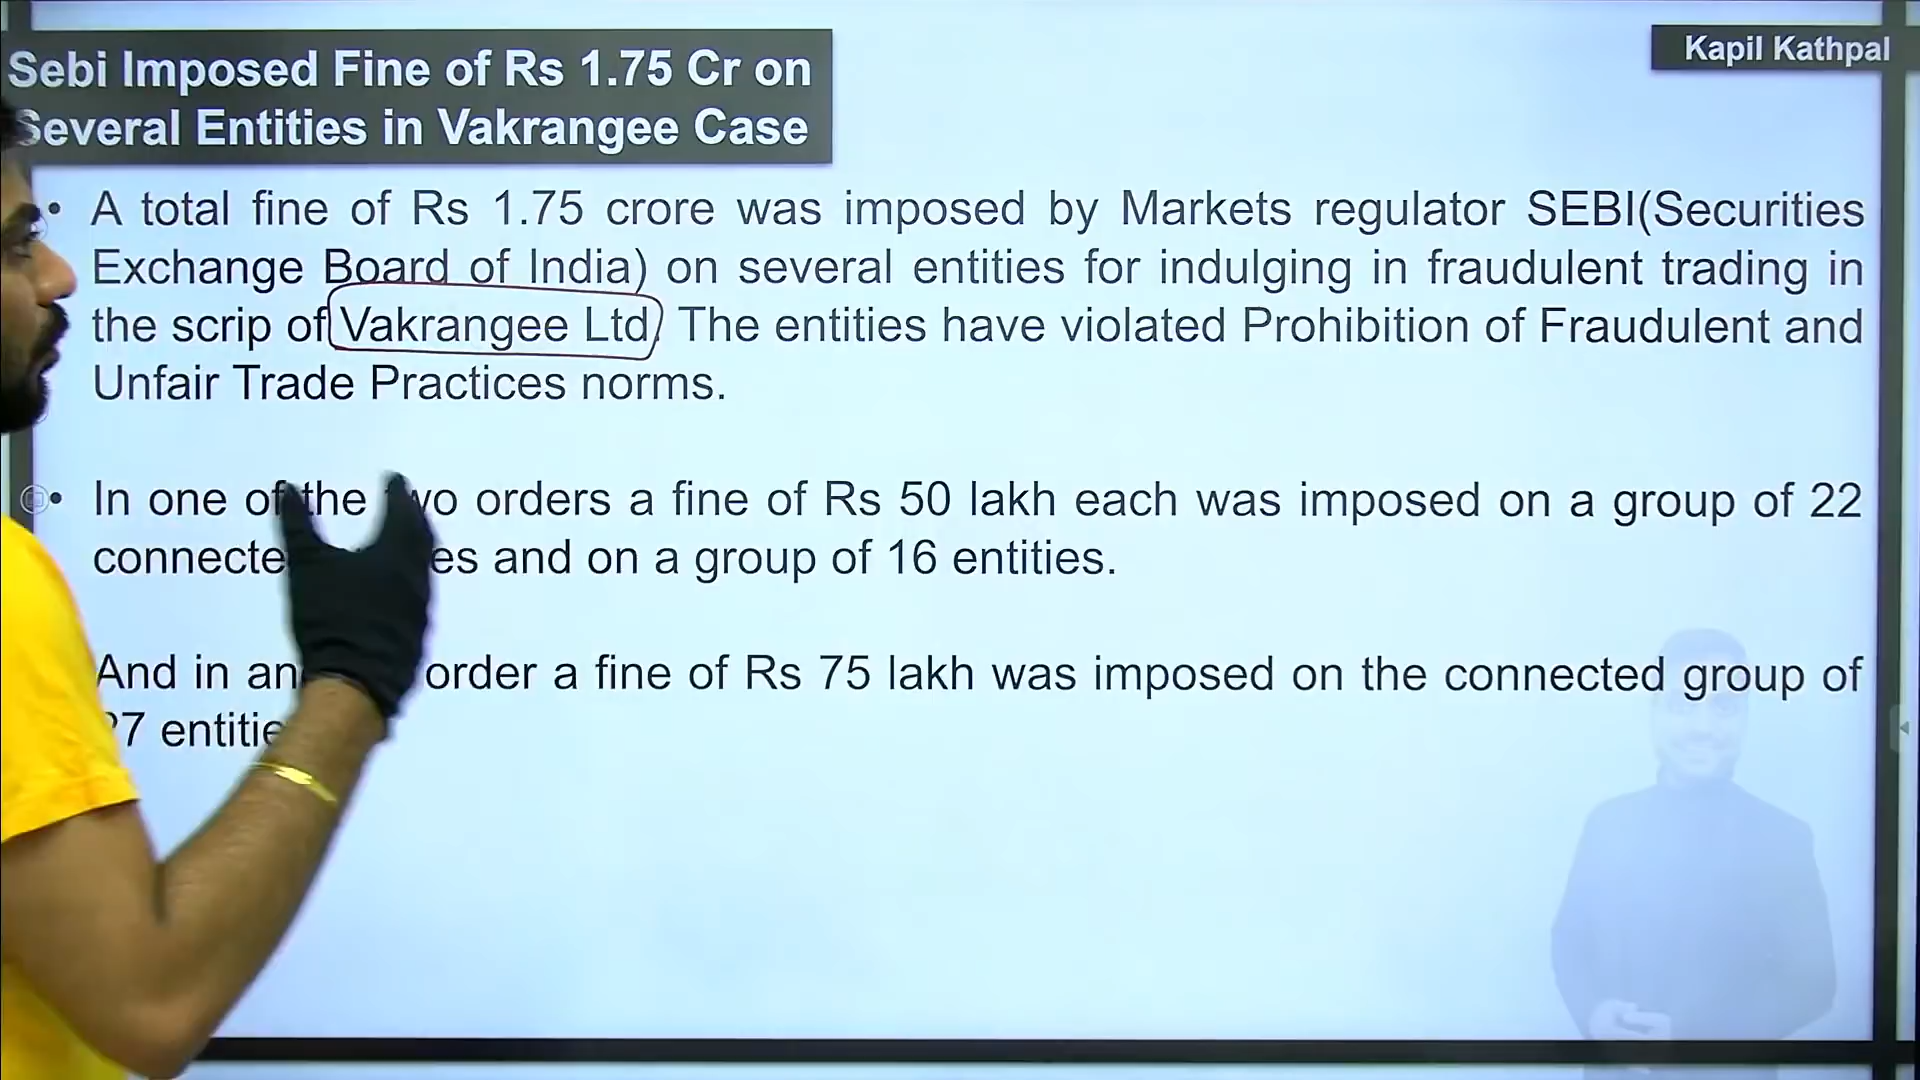 Sebi Imposed Fine of Rs 1.75 Cr on
Several Entities in Vakrangee Case
Kapil Kathpal
• A total fine of Rs 1.75 crore was imposed by Markets regulator SEBI(Securities
Exchange Board of India) on several entities for indulging in fraudulent trading in
the scrip of Vakrangee Ltd. The entities have violated Prohibition of Fraudulent and
Unfair Trade Practices norms.
• In one of the two orders a fine of Rs 50 lakh each was imposed on a group of 22
and on a group of 16 entities.
And in order a fine of Rs 75 lakh was imposed on the connected group of